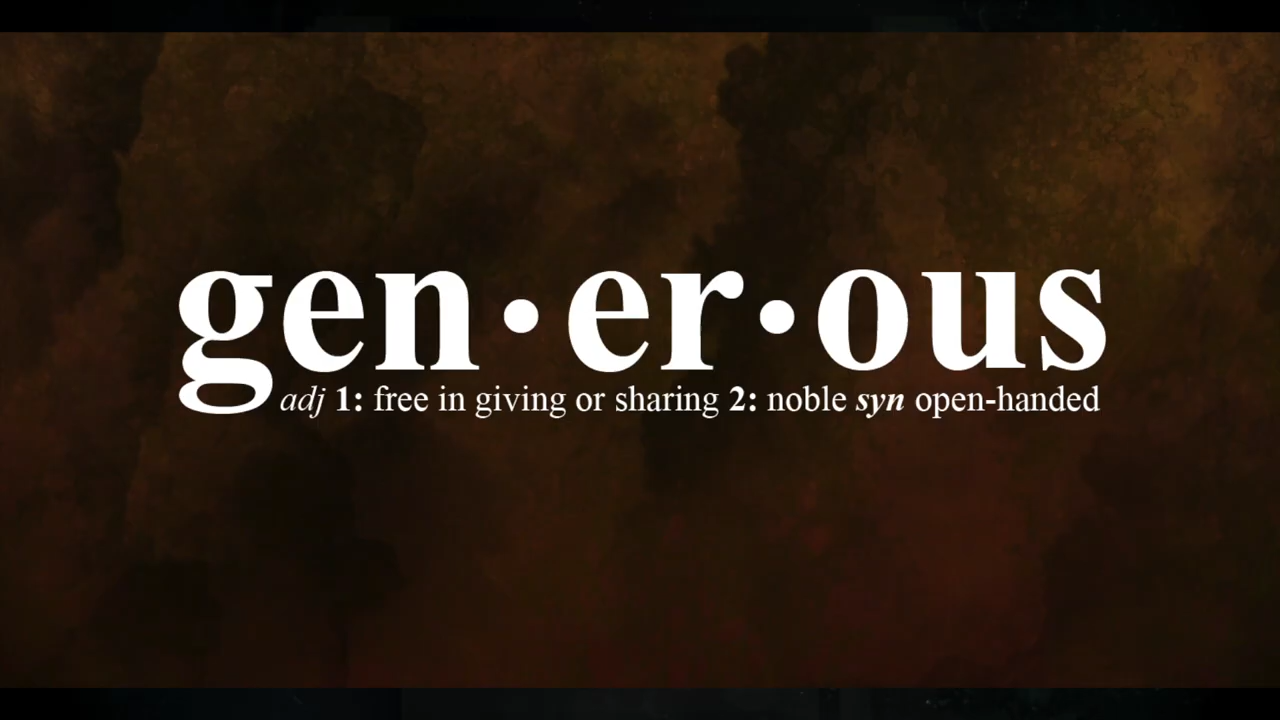 gen·er·ous
adj 1: free in giving or sharing 2: noble syn open-handed